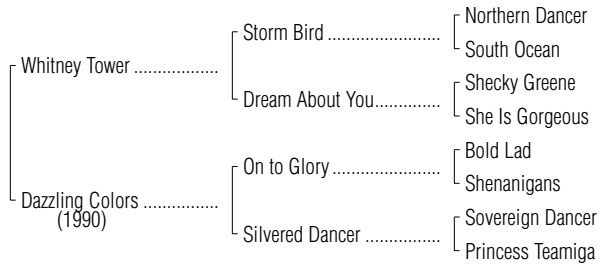 Northern Dancer
Storm Bird .......................
South Ocean
Whitney Tower .................
Shecky Greene
Dream About You..............
She Is Gorgeous
Bold Lad
On to Glory......................
Shenanigans
Dazzling Colors ...............
(1990)
Sovereign Dancer
Silvered Dancer ...............
Princess Teamiga